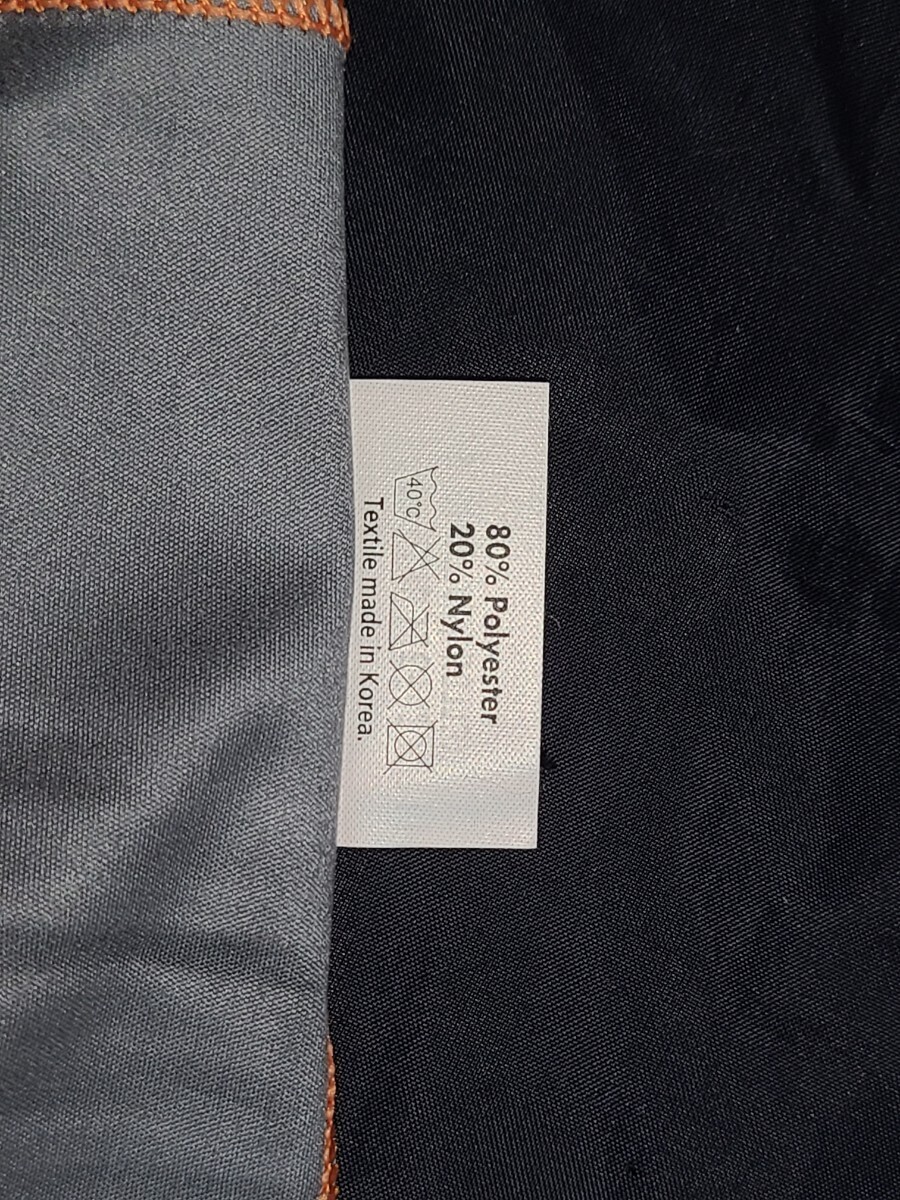 80% Polyester
20% Nylon
40°C
Textile made in Korea.